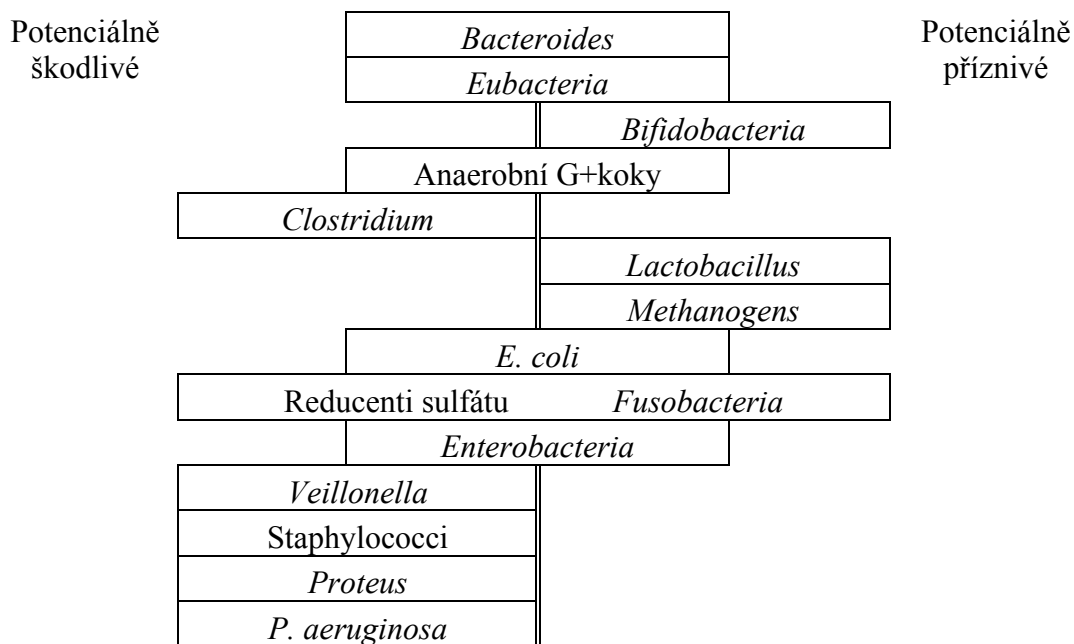 Potenciálně
škodlivé
Potenciálně
příznivé
Bacteroides
Eubacteria
Bifidobacteria
Anaerobní G+koky
Clostridium
Lactobacillus
Methanogens
E. coli
Reducenti sulfátu Fusobacteria
Enterobacteria
Veillonella
Staphylococci
Proteus
P. aeruginosa